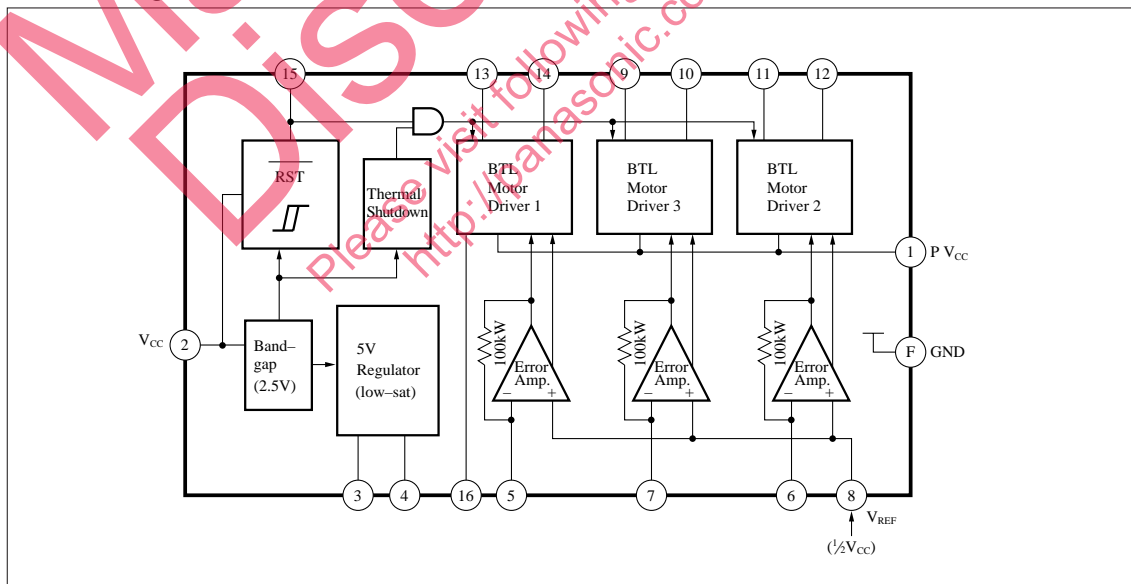 Please visit following
http://panasonic.co
15
13
14
9
10
11
12
RST
Thermal
Shutdown
BTL
Motor
Driver 1
BTL
Motor
Driver 3
BTL
Motor
Driver 2
1
P VCC
VCC
2
Band–
gap
(2.5V)
5V
Regulator
(low–sat)
100kW
Error
Amp.
– +
100kW
Error
Amp.
– +
100kW
Error
Amp.
– +
F
GND
3
4
16
5
7
6
8
VREF
(½VCC)